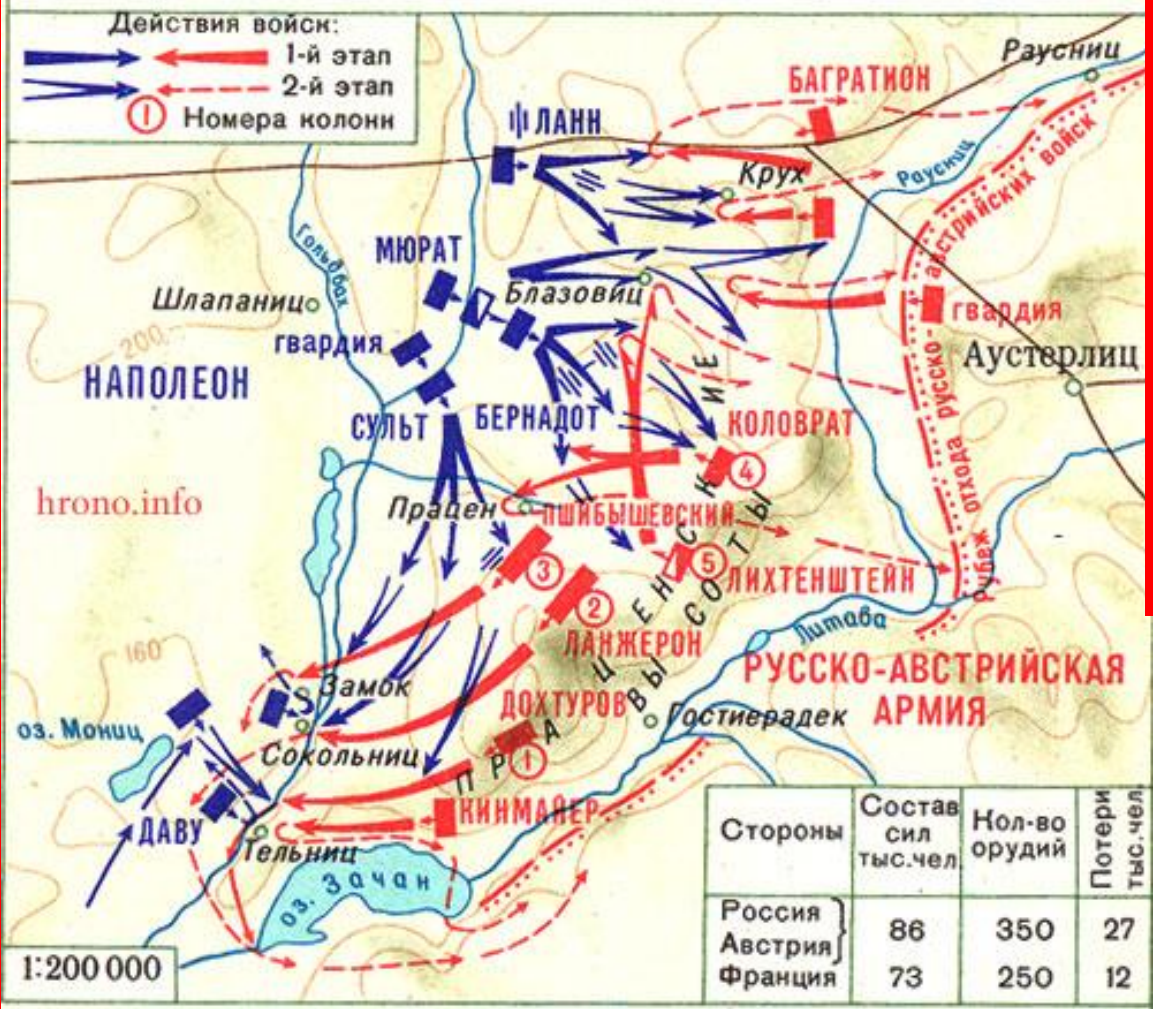 Действия войск:
1-й этап
2-й этап
1 Номера колонн
Раусниц
БАГРАТИОН
ЛАНН
Крух
Раусниц
Гольдбах
МЮРАТ
Шлапаниц
Блазовиц
гвардия
гвардия
Аустерлиц
НАПОЛЕОН
СУЛЬТ
БЕРНАДОТ
КОЛОВРАТ
4
hrono.info
Працен
ПШИБЫШЕВСКИЙ
3
5
ЛИХТЕНШТЕЙН
2
ЛАНЖЕРОН
Литава
Рубеж отхода русско-австрийских войск
ПРАЦЕНСКИЕ
ВЫСОТЫ
200
160
РУССКО-АВСТРИЙСКАЯ
АРМИЯ
Замок
Сокольниц
ДОХТУРОВ
1
Гостиерадек
оз. Мониц
КИНМАЙЕР
ДАВУ
Тельниц
оз. Зачан
1:200 000
Стороны Состав сил тыс.чел. Кол-во орудий Потери тыс.чел.
Россия
Австрия 86 350 27
Франция 73 250 12